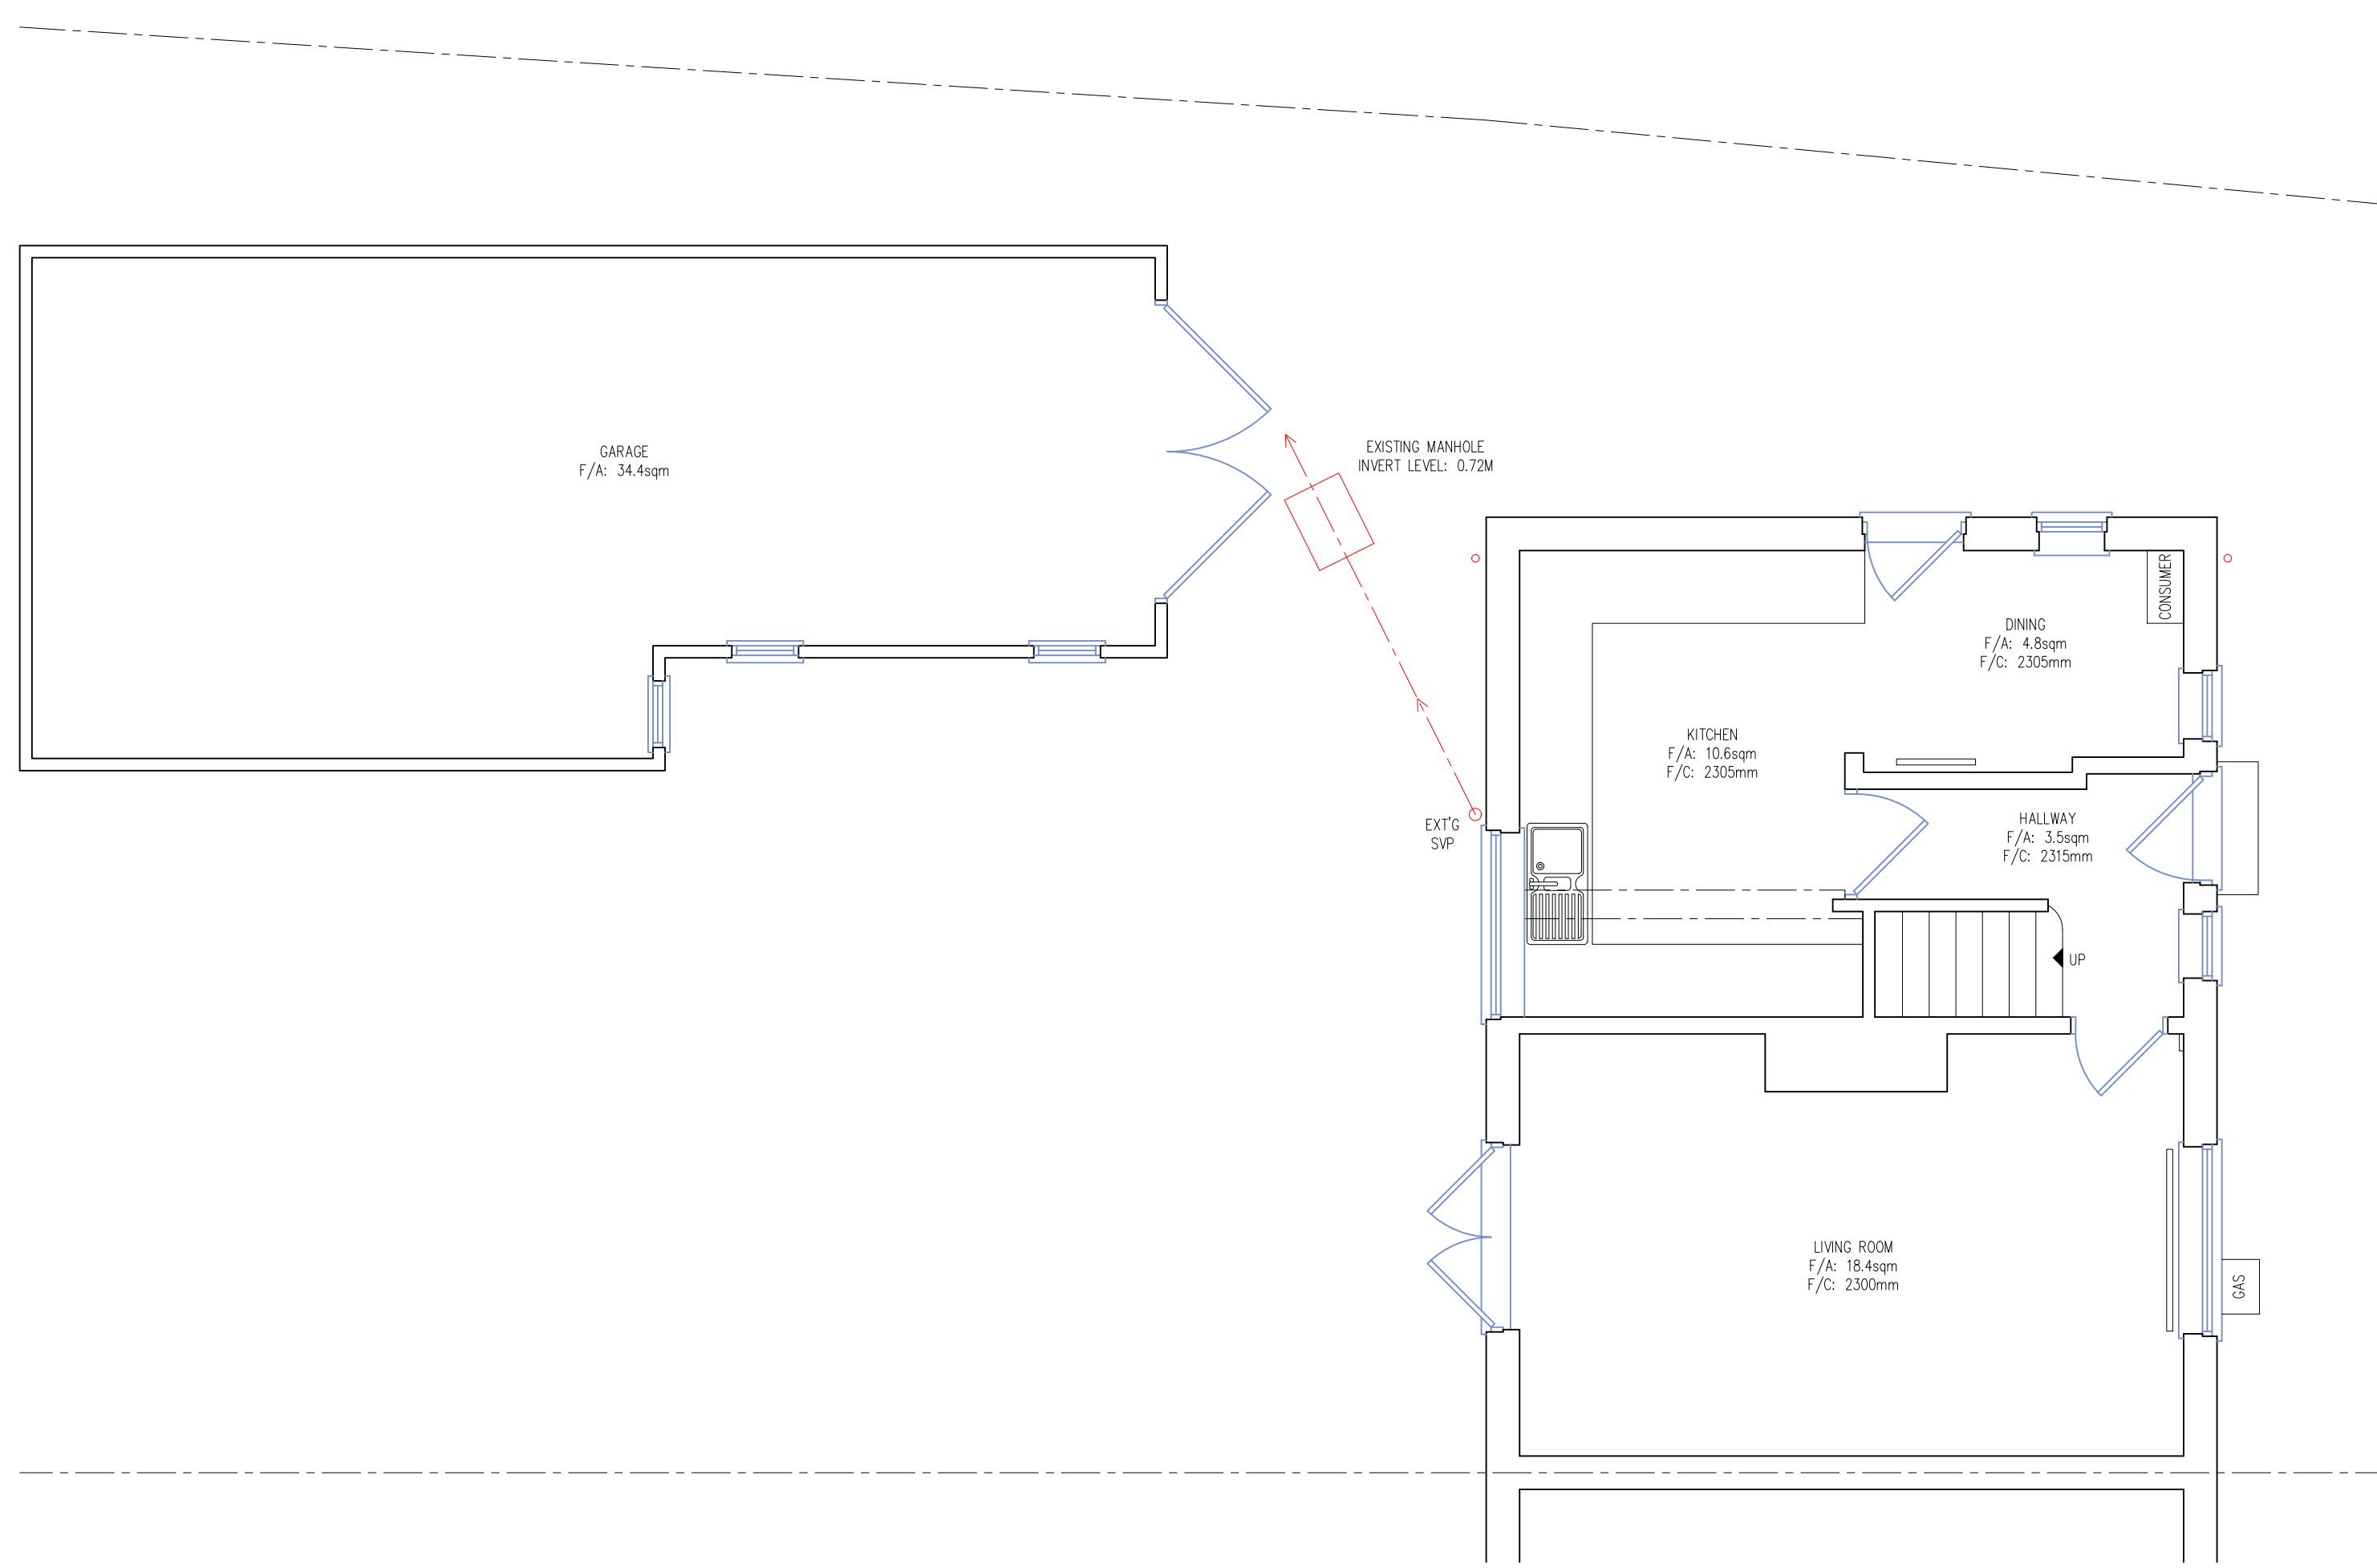 GARAGE
F/A: 34.4sqm
EXISTING MANHOLE
INVERT LEVEL: 0.72M
CONSUMER
DINING
F/A: 4.8sqm
F/C: 2305mm
KITCHEN
F/A: 10.6sqm
F/C: 2305mm
EXT'G
SVP
HALLWAY
F/A: 3.5sqm
F/C: 2315mm
UP
LIVING ROOM
F/A: 18.4sqm
F/C: 2300mm
GAS